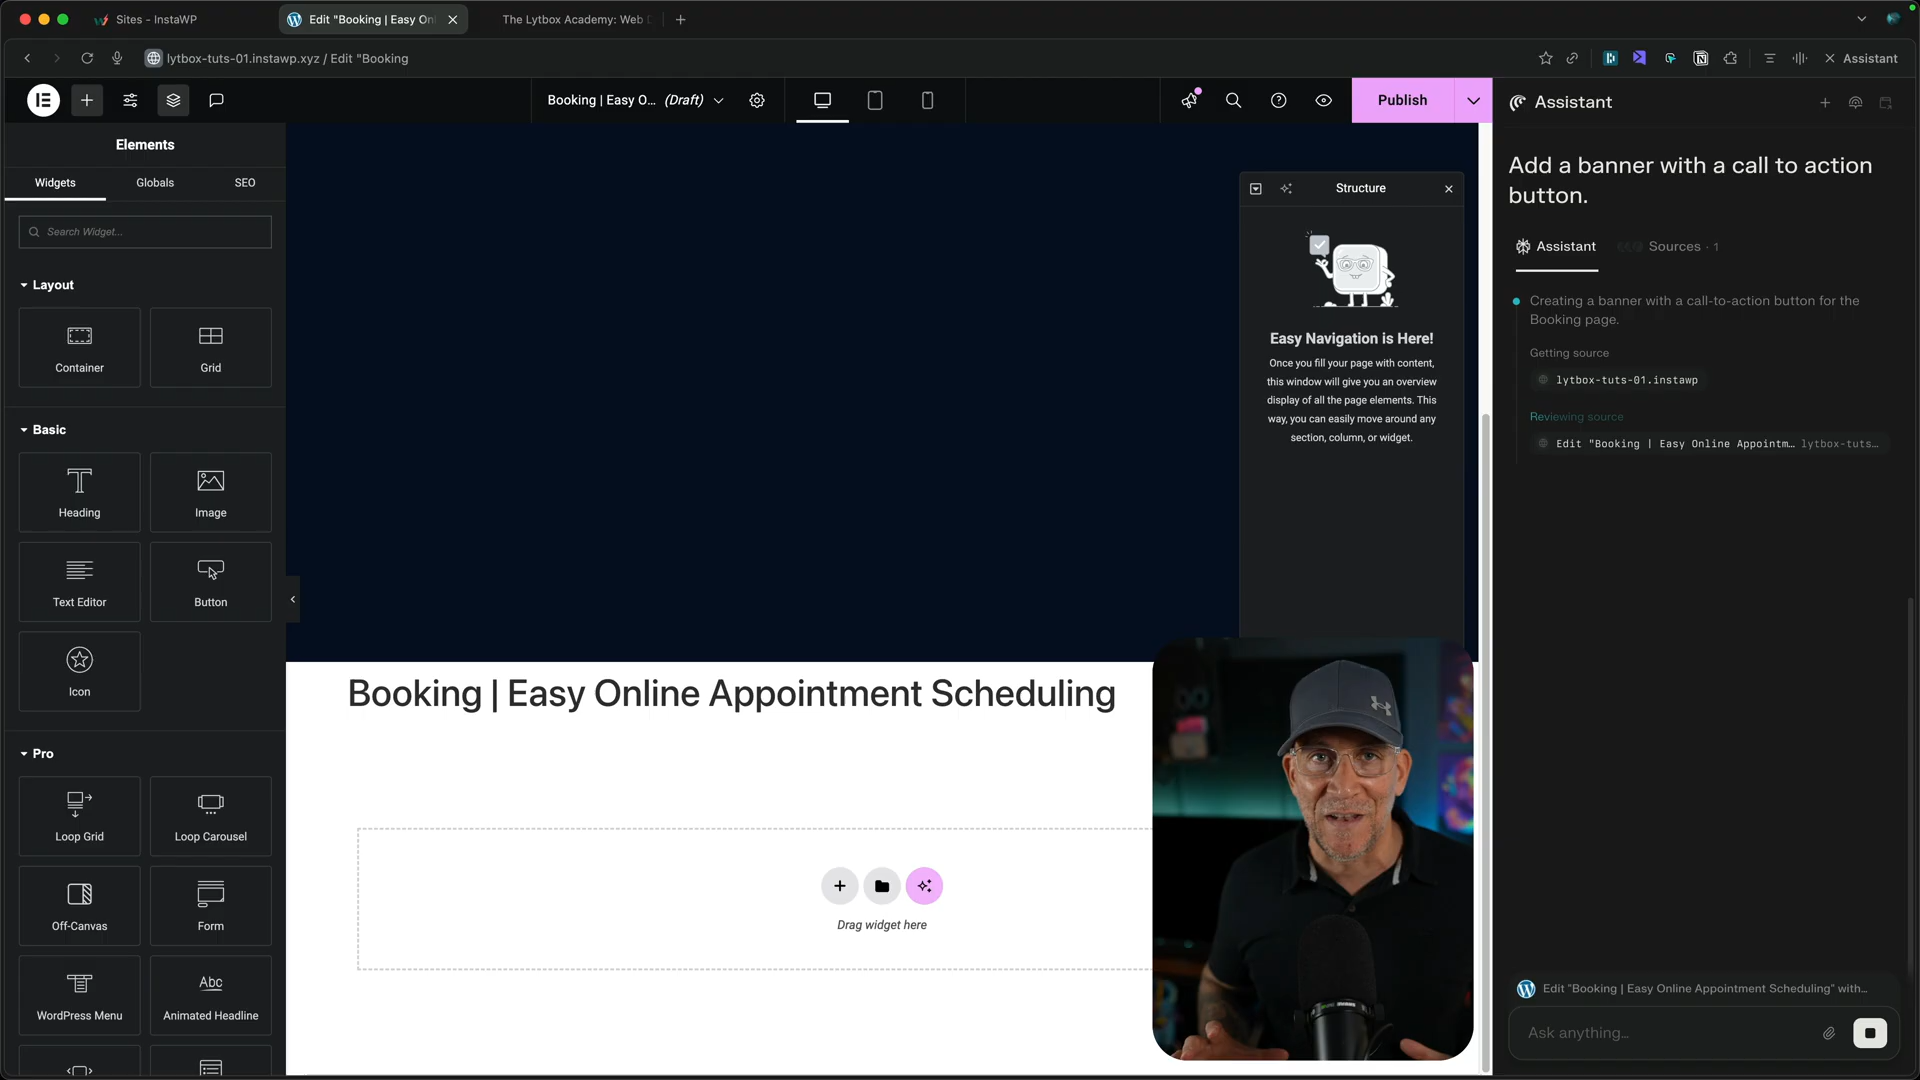 Sites - InstaWP
Edit "Booking | Easy On
The Lytbox Academy: Web D
lytbox-tuts-01.instawp.xyz / Edit "Booking
Assistant
Booking | Easy O... (Draft)
Publish
Elements
Widgets
Globals
SEO
Search Widget...
Layout
Container
Grid
Basic
Heading
Image
Text Editor
Button
Icon
Pro
Loop Grid
Loop Carousel
Off-Canvas
Form
WordPress Menu
Abc
Animated Headline
Structure
Easy Navigation is Here!
Once you fill your page with content,
this window will give you an overview
display of all the page elements. This
way, you can easily move around any
section, column, or widget.
Booking | Easy Online Appointment Scheduling
Drag widget here
Assistant
Add a banner with a call to action
button.
Assistant
Sources · 1
Creating a banner with a call-to-action button for the
Booking page.
Getting source
lytbox-tuts-01.instawp
Reviewing source
Edit "Booking | Easy Online Appointm… lytbox-tuts…
Edit "Booking | Easy Online Appointment Scheduling" with…
Ask anything…